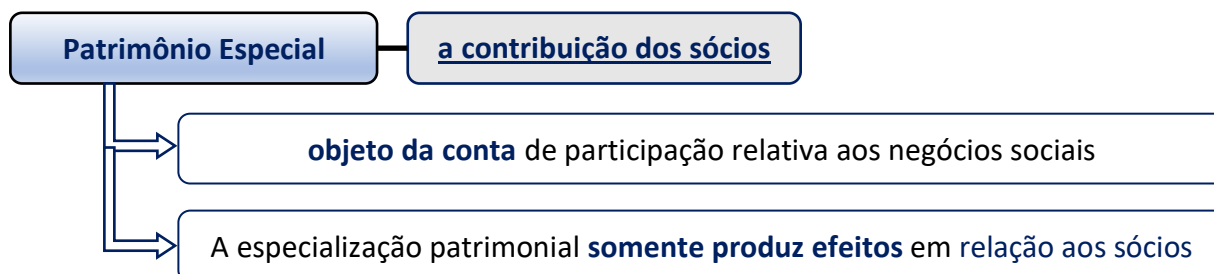 Patrimônio Especial
a contribuição dos sócios
objeto da conta de participação relativa aos negócios sociais
A especialização patrimonial somente produz efeitos em relação aos sócios